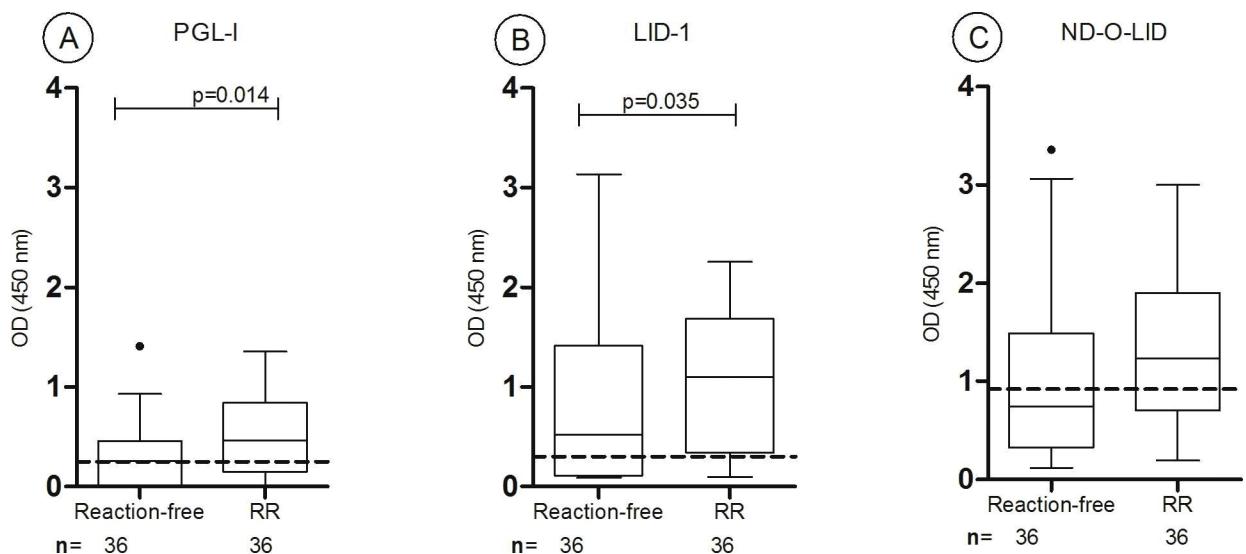 A PGL-I
OD (450 nm)
4
3
2
1
0
p=0.014
Reaction-free RR
n= 36 36
B LID-1
OD (450 nm)
4
3
2
1
0
p=0.035
Reaction-free RR
n= 36 36
C ND-O-LID
OD (450 nm)
4
3
2
1
0
Reaction-free RR
n= 36 36